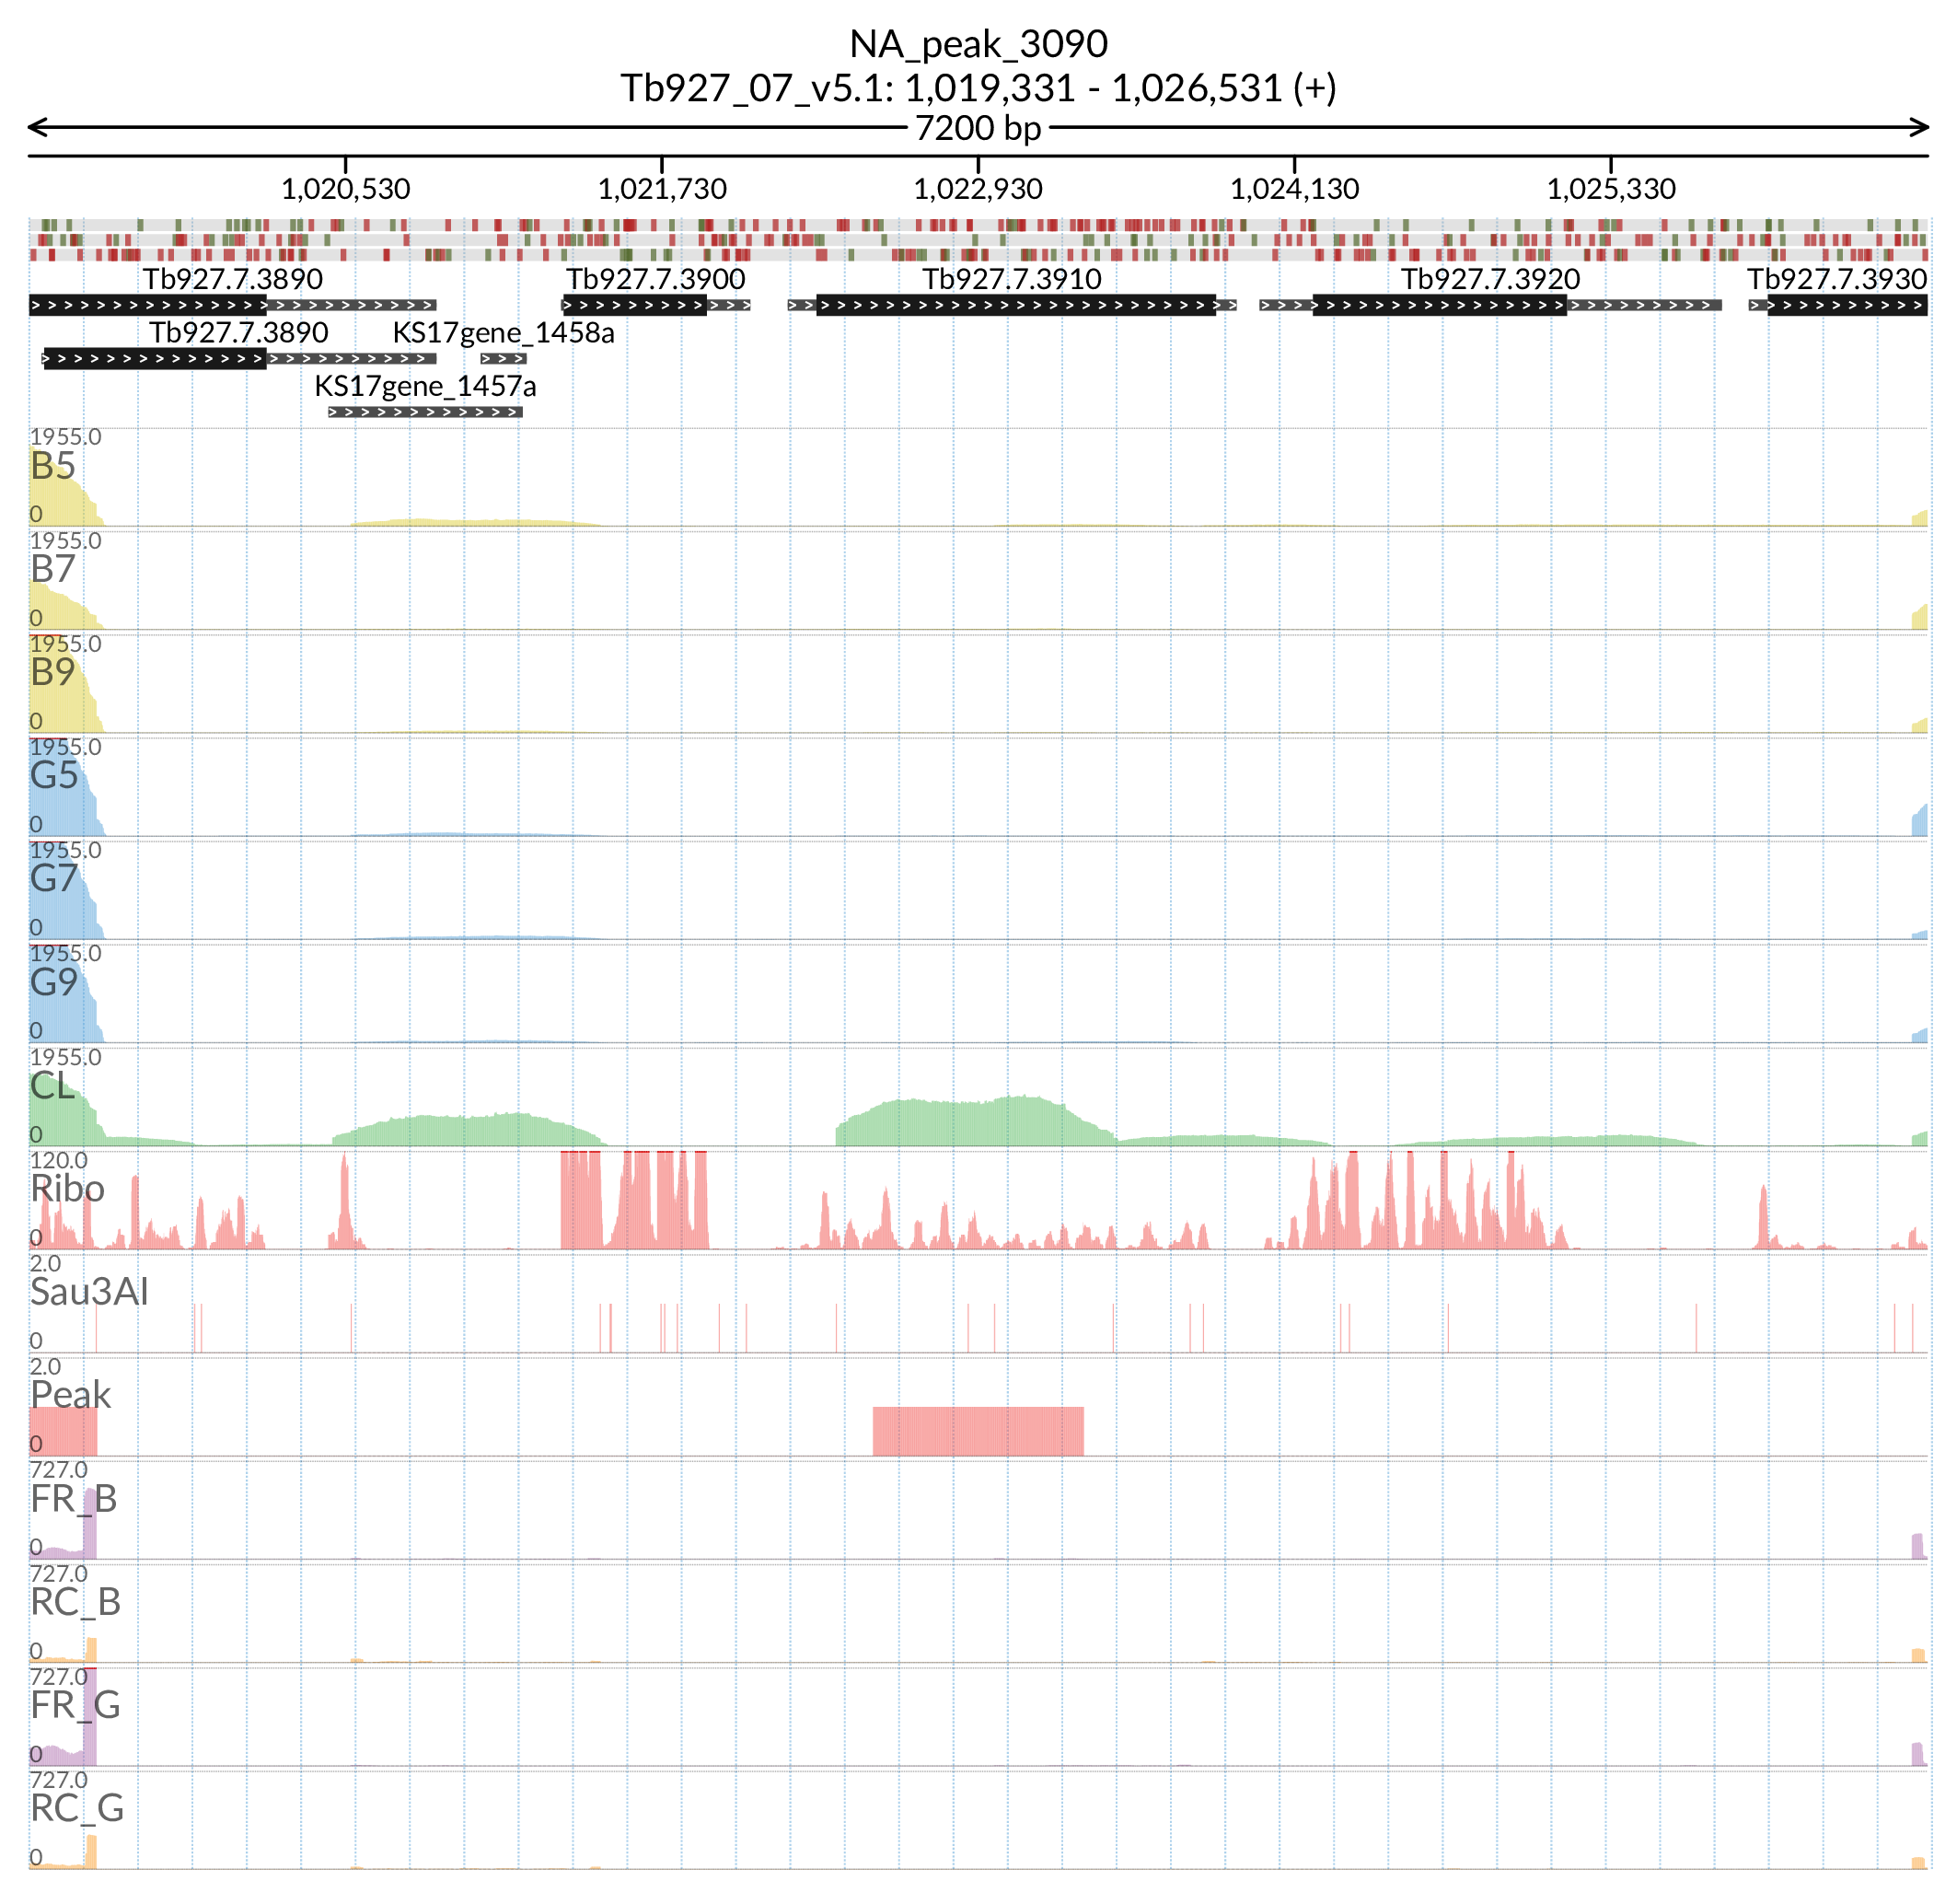 NA_peak_3090
Tb927_07_v5.1: 1,019,331 - 1,026,531 (+)
7200 bp
1,020,530 1,021,730 1,022,930 1,024,130 1,025,330
Tb927.7.3890 Tb927.7.3900 Tb927.7.3910 Tb927.7.3920 Tb927.7.3930
Tb927.7.3890 KS17gene_1458a
KS17gene_1457a
1955.0
B5
0
1955.0
B7
0
1955.0
B9
0
1955.0
G5
0
1955.0
G7
0
1955.0
G9
0
1955.0
CL
0
120.0
Ribo
0
2.0
Sau3AI
0
2.0
Peak
0
727.0
FR_B
0
727.0
RC_B
0
727.0
FR_G
0
727.0
RC_G
0